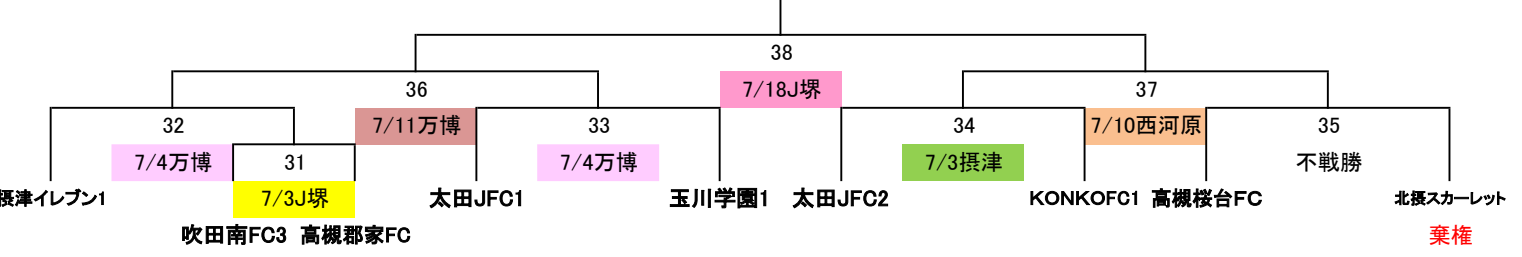 38
7/18J堺
36
37
7/11万博
7/10西河原
32
33
34
35
7/4万博
31
7/4万博
7/3摂津
不戦勝
7/3J堺
摂津イレブン1
太田JFC1
玉川学園1
太田JFC2
KONKOFC1
高槻桜台FC
北摂スカーレット
吹田南FC3
高槻郡家FC
棄権